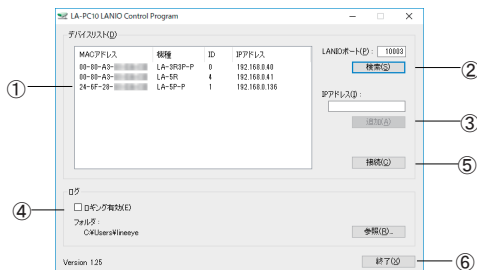 LA-PC10 LANIO Control Program
デバイスリスト(D)
MACアドレス 機種 ID IPアドレス
00-80-A3- LA-3R3P-P 0 192.168.0.40
00-80-A3- LA-5R 4 192.168.0.41
24-6F-28- LA-5P-P 1 192.168.0.136
LANIOポート(P): 10003
検索(S)
IPアドレス(I):
追加(A)
接続(C)
ログ
ロギング有効(E)
フォルダ:
C:¥Users¥lineeye
参照(R)...
Version 1.25
終了(X)
①
②
③
④
⑤
⑥